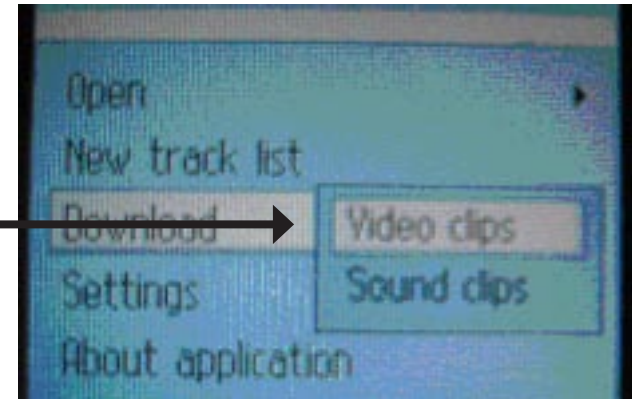 Open
New track list
Download
Video clips
Settings
Sound clips
About application